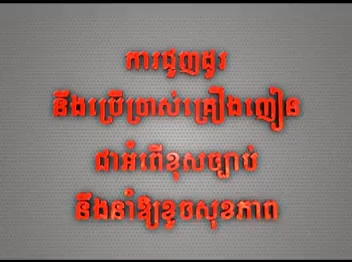 ការជួញដូរ
នឹងប្រើប្រាស់គ្រឿងញៀន
ជាអំពើខុសច្បាប់
នឹងនាំឱ្យខូចសុខភាព